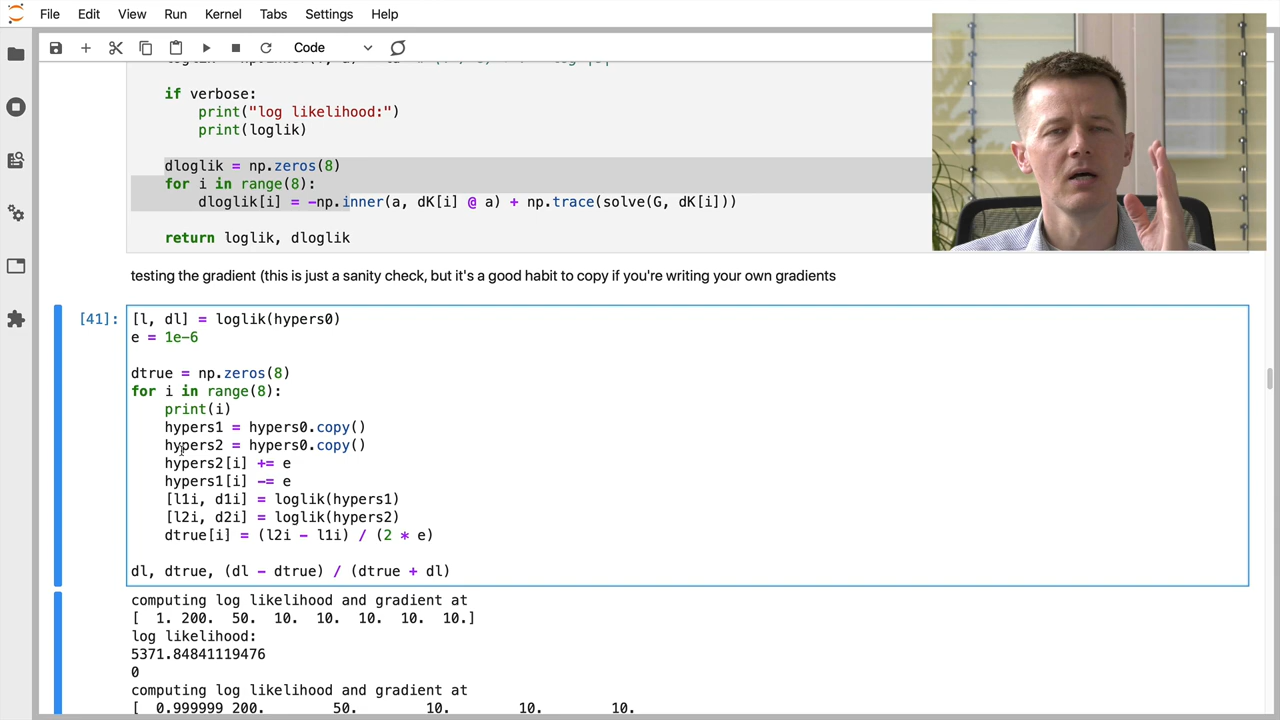 File Edit View Run Kernel Tabs Settings Help
Code
if verbose:
print("log likelihood:")
print(loglik)
dloglik = np.zeros(8)
for i in range(8):
dloglik[i] = -np.inner(a, dK[i] @ a) + np.trace(solve(G, dK[i]))
return loglik, dloglik
testing the gradient (this is just a sanity check, but it's a good habit to copy if you're writing your own gradients
[41]: [l, dl] = loglik(hypers0)
e = 1e-6
dtrue = np.zeros(8)
for i in range(8):
print(i)
hypers1 = hypers0.copy()
hypers2 = hypers0.copy()
hypers2[i] += e
hypers1[i] -= e
[l1i, d1i] = loglik(hypers1)
[l2i, d2i] = loglik(hypers2)
dtrue[i] = (l2i - l1i) / (2 * e)
dl, dtrue, (dl - dtrue) / (dtrue + dl)
computing log likelihood and gradient at
[ 1. 200. 50. 10. 10. 10. 10. 10.]
log likelihood:
5371.84841119476
0
computing log likelihood and gradient at
[ 0.999999 200. 50. 10. 10. 10.